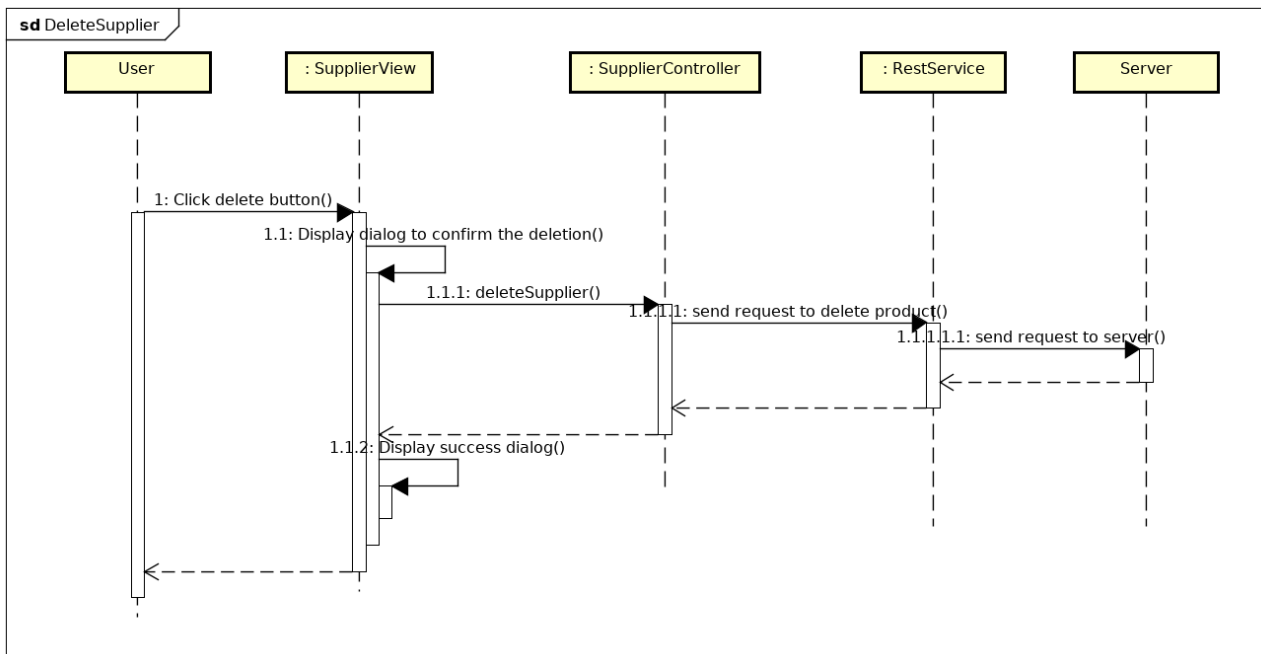 sd DeleteSupplier
User
: SupplierView
: SupplierController
: RestService
Server
1: Click delete button()
1.1: Display dialog to confirm the deletion()
1.1.1: deleteSupplier()
1.1.1.1: send request to delete product()
1.1.1.1.1: send request to server()
1.1.2: Display success dialog()